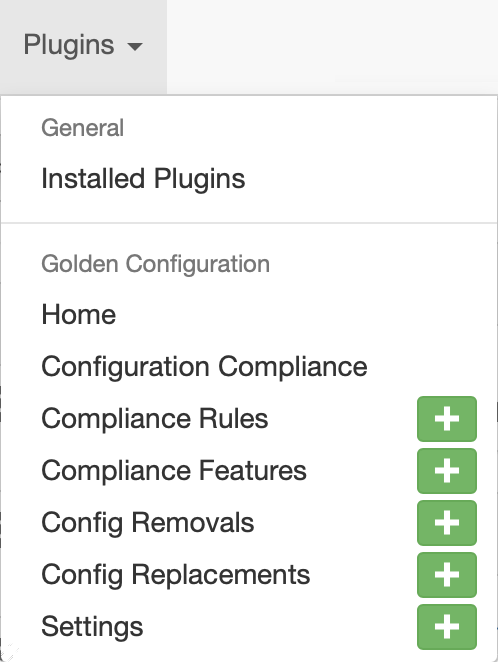 Plugins
General
Installed Plugins
Golden Configuration
Home
Configuration Compliance
Compliance Rules
Compliance Features
Config Removals
Config Replacements
Settings